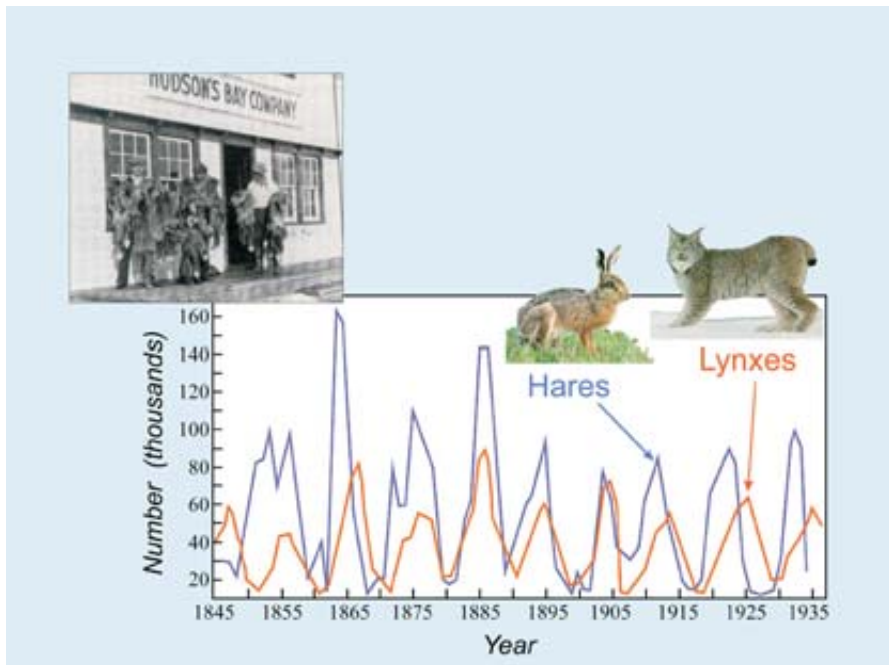 HUDSON'S BAY COMPANY
160
140
120
100
80
60
40
20
Number (thousands)
Hares
Lynxes
1845 1855 1865 1875 1885 1895 1905 1915 1925 1935
Year